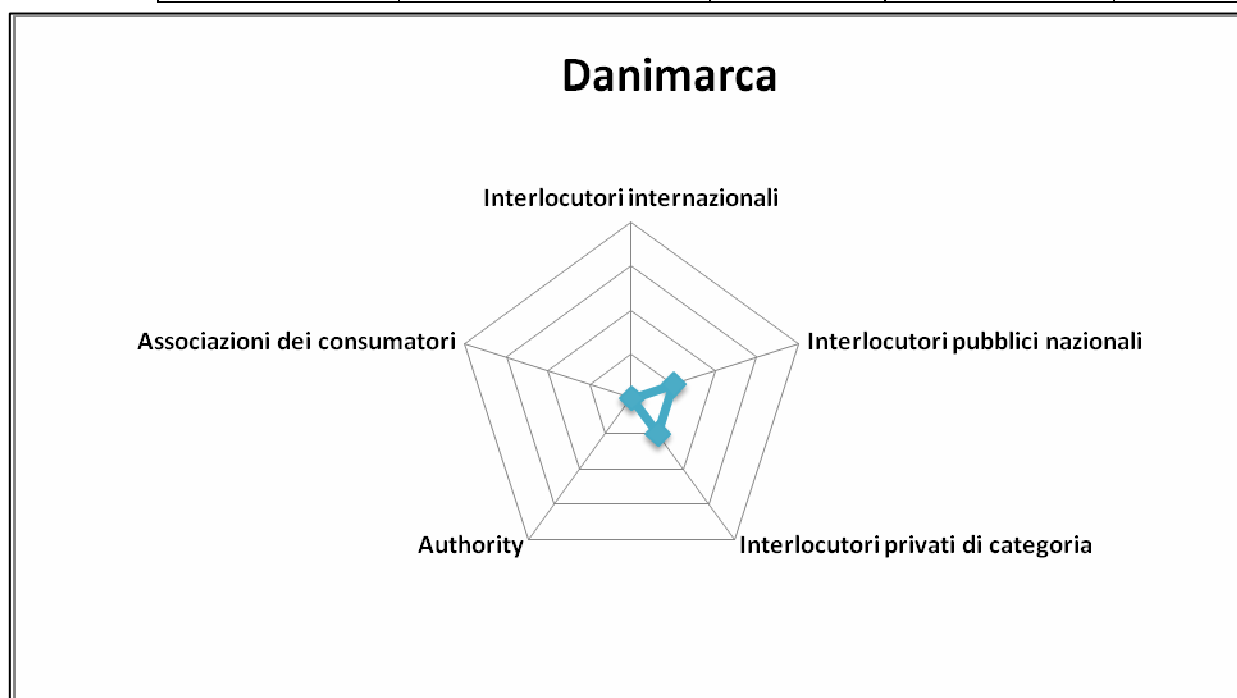 Danimarca
Interlocutori internazionali
Associazioni dei consumatori
Interlocutori pubblici nazionali
Authority
Interlocutori privati di categoria